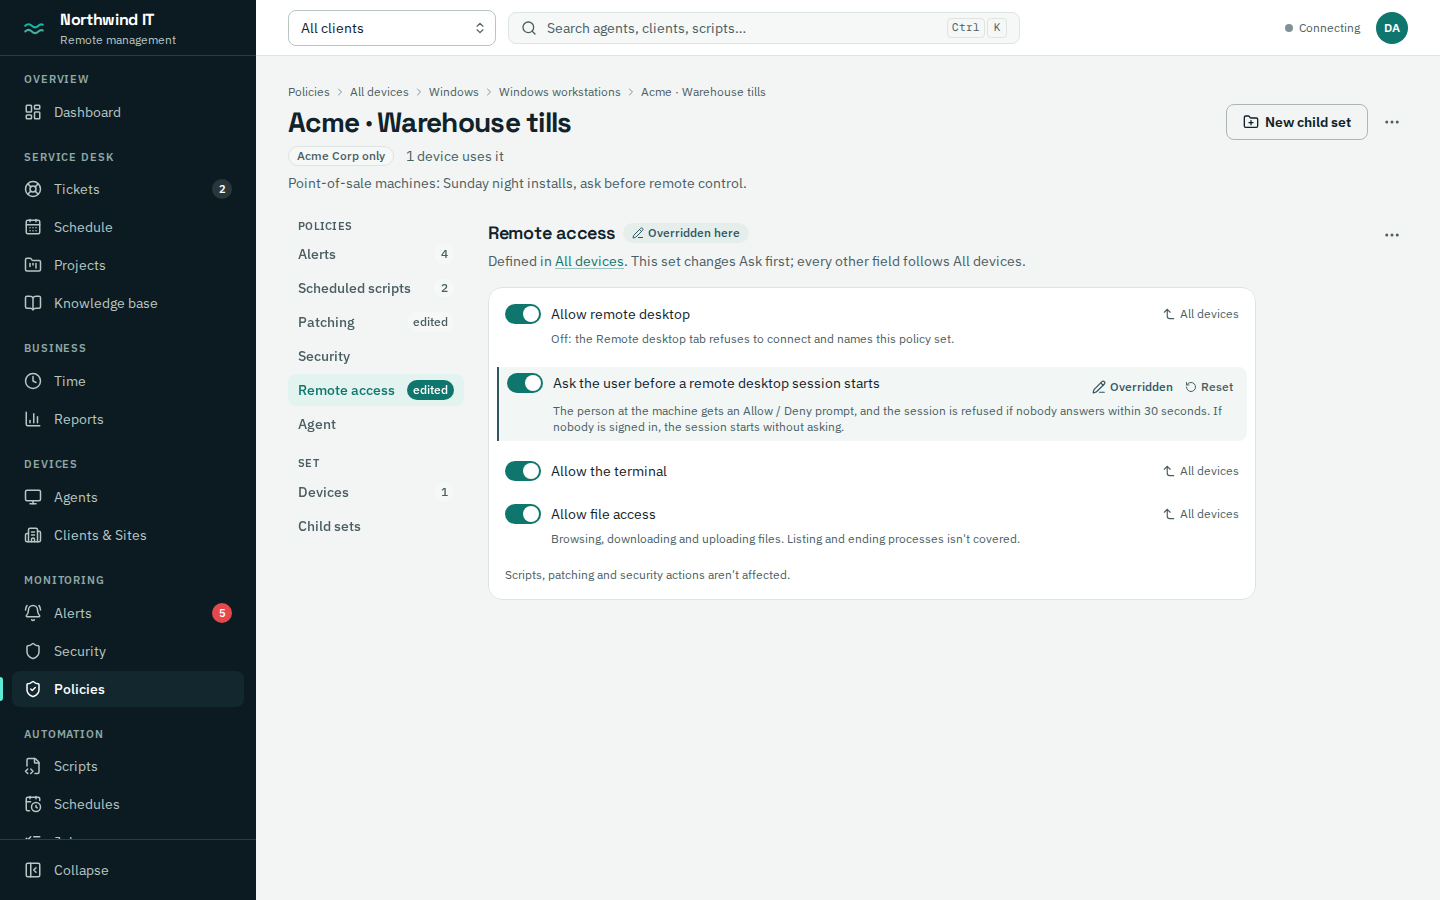 Northwind IT
Remote management
OVERVIEW
Dashboard
SERVICE DESK
Tickets 2
Schedule
Projects
Knowledge base
BUSINESS
Time
Reports
DEVICES
Agents
Clients & Sites
MONITORING
Alerts 5
Security
Policies
AUTOMATION
Scripts
Schedules
Collapse
All clients
Search agents, clients, scripts... Ctrl K
Connecting DA
Policies > All devices > Windows > Windows workstations > Acme · Warehouse tills
Acme · Warehouse tills
New child set
Acme Corp only 1 device uses it
Point-of-sale machines: Sunday night installs, ask before remote control.
POLICIES
Alerts 4
Scheduled scripts 2
Patching edited
Security
Remote access edited
Agent
SET
Devices 1
Child sets
Remote access Overridden here
Defined in All devices. This set changes Ask first; every other field follows All devices.
Allow remote desktop All devices
Off: the Remote desktop tab refuses to connect and names this policy set.
Ask the user before a remote desktop session starts Overridden Reset
The person at the machine gets an Allow / Deny prompt, and the session is refused if nobody answers within 30 seconds. If
nobody is signed in, the session starts without asking.
Allow the terminal All devices
Allow file access All devices
Browsing, downloading and uploading files. Listing and ending processes isn't covered.
Scripts, patching and security actions aren't affected.